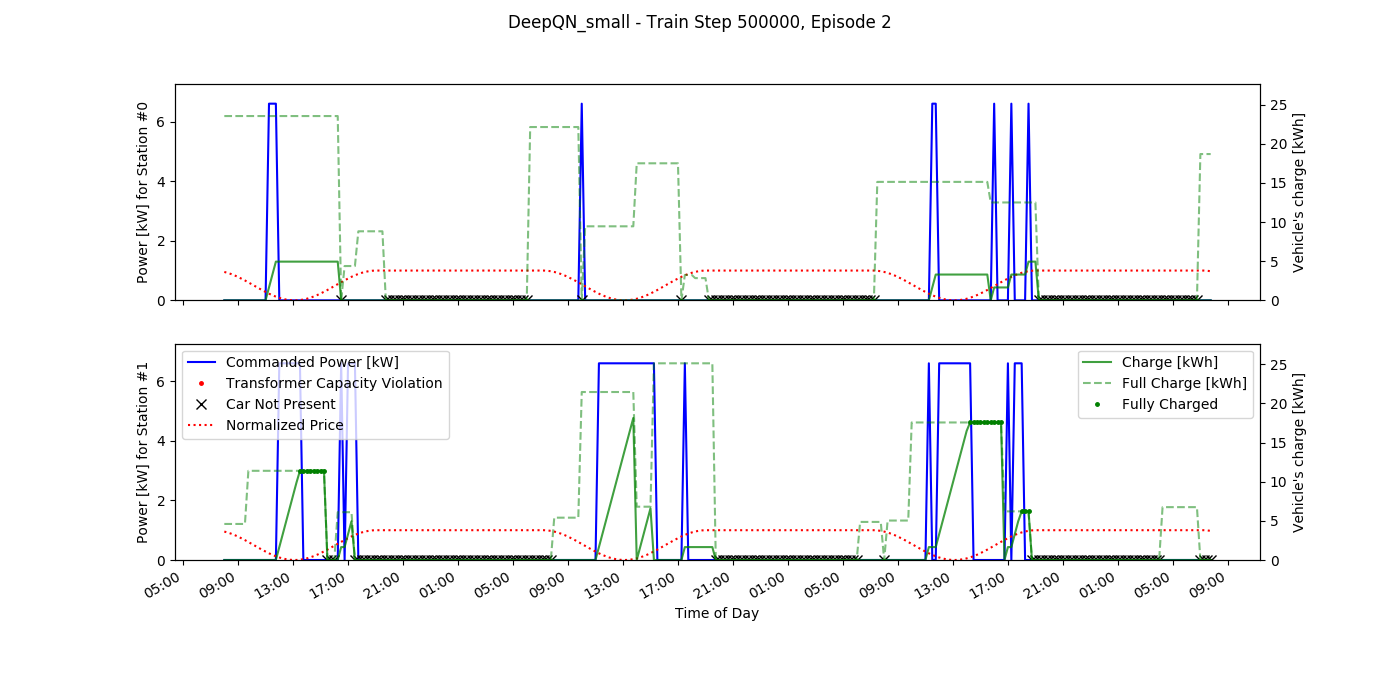 DeepQN_small - Train Step 500000, Episode 2
Power [kW] for Station #0
0
2
4
6
0
5
10
15
20
25
Vehicle's charge [kWh]
Power [kW] for Station #1
0
2
4
6
Commanded Power [kW]
Transformer Capacity Violation
Car Not Present
Normalized Price
Charge [kWh]
Full Charge [kWh]
Fully Charged
0
5
10
15
20
25
Vehicle's charge [kWh]
05:00 09:00 13:00 17:00 21:00 01:00 05:00 09:00 13:00 17:00 21:00 01:00 05:00 09:00 13:00 17:00 21:00 01:00 05:00 09:00
Time of Day